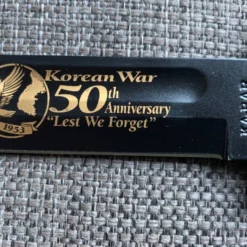 Korean War
50th
Anniversary
"Lest We Forget"
1953
KA-BAR